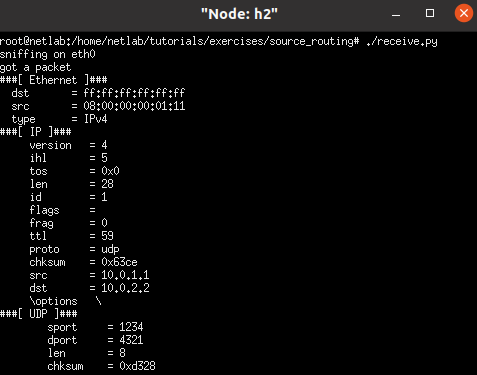 "Node: h2"
root@netlab:/home/netlab/tutorials/exercises/source_routing# ./receive.py
sniffing on eth0
got a packet
###[ Ethernet ]###
  dst       = ff:ff:ff:ff:ff:ff
  src       = 08:00:00:00:01:11
  type      = IPv4
###[ IP ]###
     version   = 4
     ihl       = 5
     tos       = 0x0
     len       = 28
     id        = 1
     flags     =
     frag      = 0
     ttl       = 59
     proto     = udp
     chksum    = 0x63ce
     src       = 10.0.1.1
     dst       = 10.0.2.2
     \options   \
###[ UDP ]###
        sport     = 1234
        dport     = 4321
        len       = 8
        chksum    = 0xd328